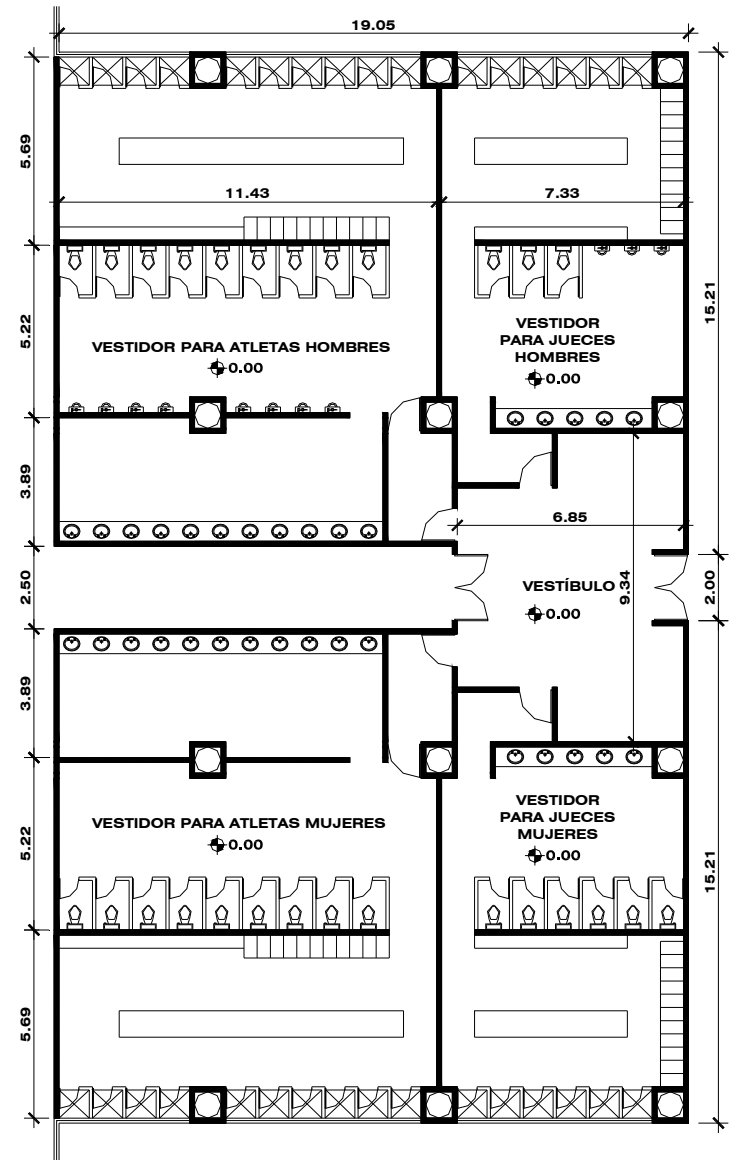 19.05
5.69
11.43
7.33
15.21
5.22
VESTIDOR PARA ATLETAS HOMBRES
0.00
VESTIDOR
PARA JUECES
HOMBRES
0.00
3.89
6.85
2.50
VESTÍBULO
0.00
9.34
2.00
3.89
5.22
VESTIDOR PARA ATLETAS MUJERES
0.00
VESTIDOR
PARA JUECES
MUJERES
0.00
15.21
5.69